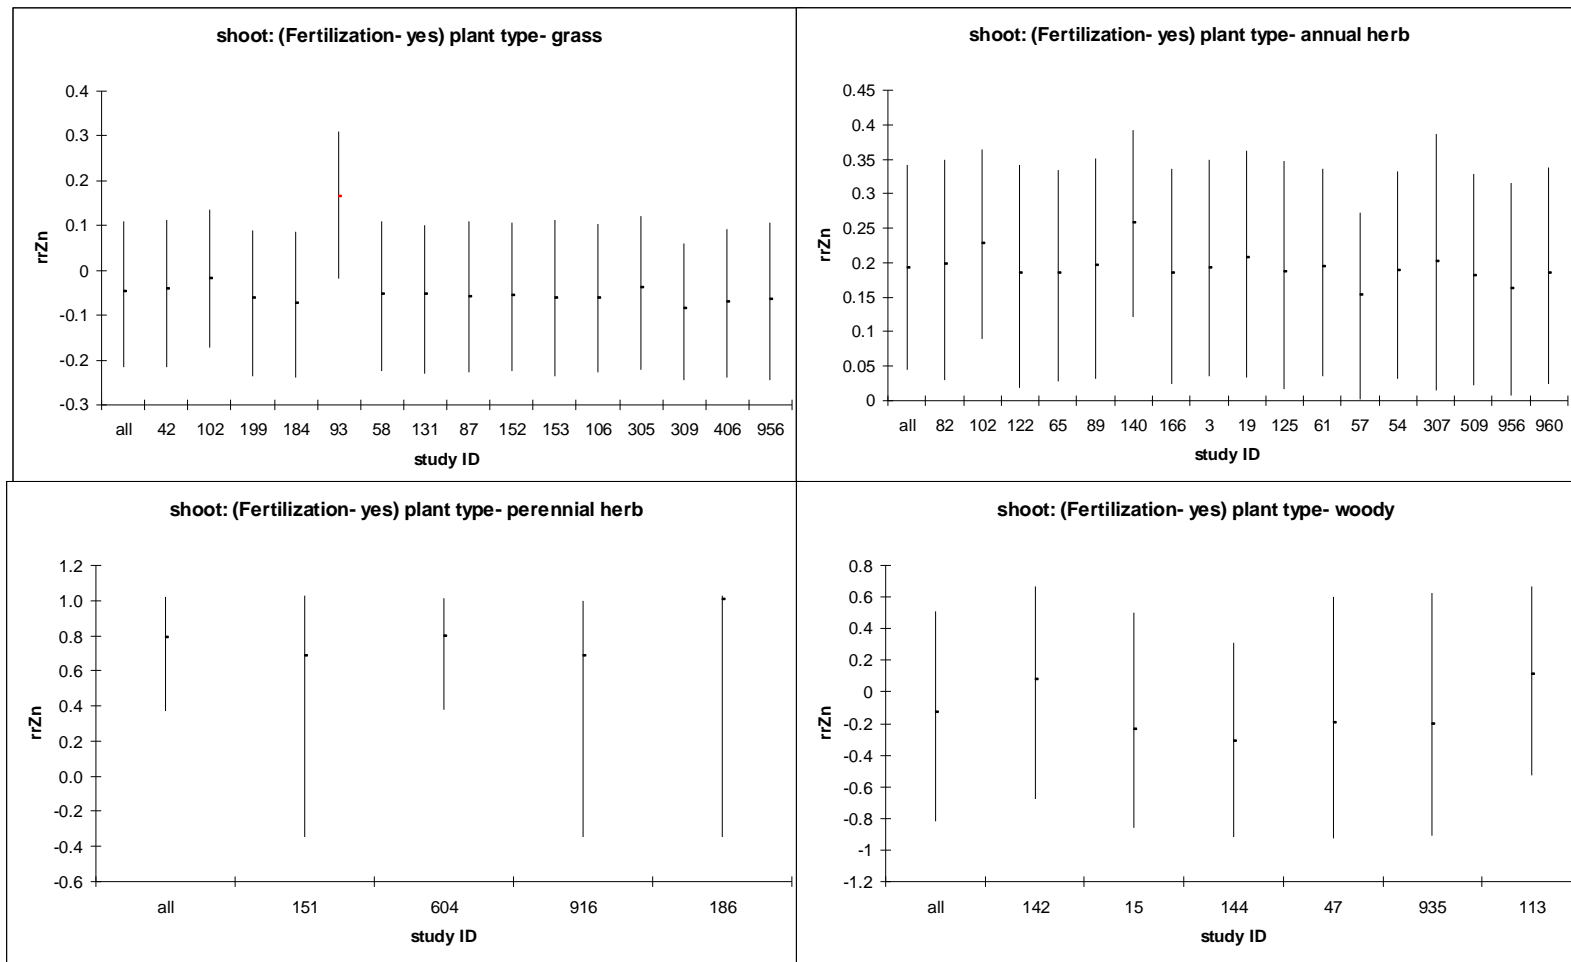 shoot: (Fertilization- yes) plant type- grass
0.4
0.3
0.2
0.1
0
-0.1
-0.2
-0.3
rrZn
all 42 102 199 184 93 58 131 87 152 153 106 305 309 406 956
study ID
shoot: (Fertilization- yes) plant type- annual herb
0.45
0.4
0.35
0.3
0.25
0.2
0.15
0.1
0.05
0
rrZn
all 82 102 122 65 89 140 166 3 19 125 61 57 54 307 509 956 960
study ID
shoot: (Fertilization- yes) plant type- perennial herb
1.2
1.0
0.8
0.6
0.4
0.2
0.0
-0.2
-0.4
-0.6
rrZn
all 151 604 916 186
study ID
shoot: (Fertilization- yes) plant type- woody
0.8
0.6
0.4
0.2
0
-0.2
-0.4
-0.6
-0.8
-1
-1.2
rrZn
all 142 15 144 47 935 113
study ID